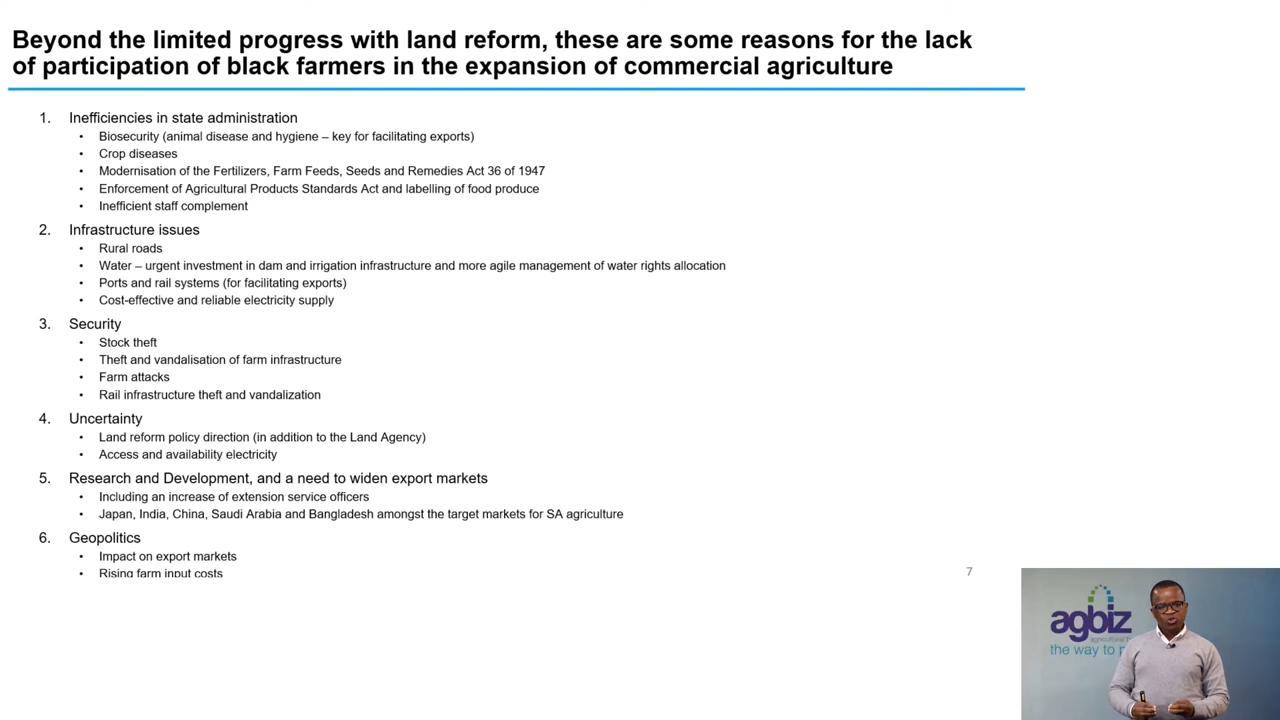 Beyond the limited progress with land reform, these are some reasons for the lack
of participation of black farmers in the expansion of commercial agriculture
1. Inefficiencies in state administration
• Biosecurity (animal disease and hygiene – key for facilitating exports)
• Crop diseases
• Modernisation of the Fertilizers, Farm Feeds, Seeds and Remedies Act 36 of 1947
• Enforcement of Agricultural Products Standards Act and labelling of food produce
• Inefficient staff complement
2. Infrastructure issues
• Rural roads
• Water – urgent investment in dam and irrigation infrastructure and more agile management of water rights allocation
• Ports and rail systems (for facilitating exports)
• Cost-effective and reliable electricity supply
3. Security
• Stock theft
• Theft and vandalisation of farm infrastructure
• Farm attacks
• Rail infrastructure theft and vandalization
4. Uncertainty
• Land reform policy direction (in addition to the Land Agency)
• Access and availability electricity
5. Research and Development, and a need to widen export markets
• Including an increase of extension service officers
• Japan, India, China, Saudi Arabia and Bangladesh amongst the target markets for SA agriculture
6. Geopolitics
• Impact on export markets
• Rising farm input costs
7
agbiz
agricultural
the way to